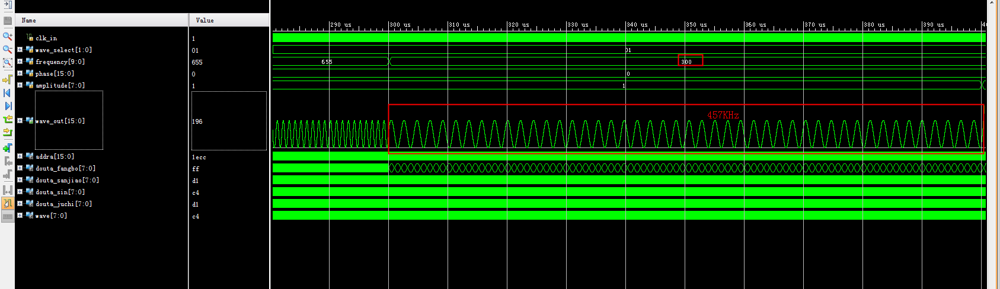 Name Value
290 us 300 us 310 us 320 us 330 us 340 us 350 us 360 us 370 us 380 us 390 us
clk_in 1
wave_select[1:0] 01 01
frequency[9:0] 655 655 300
phase[15:0] 0 0
amplitude[7:0] 1 1
457KHz
wave_out[15:0] 196
addra[15:0] 1ecc
douta_fangbo[7:0] ff
douta_sanjiao[7:0] d1
douta_sin[7:0] c4
douta_juchi[7:0] d1
wave[7:0] c4